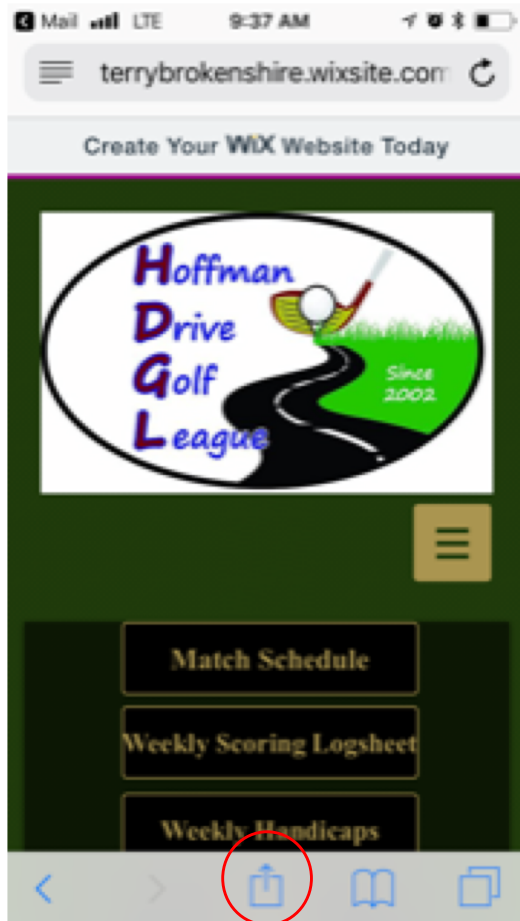 Mail LTE 9:37 AM
terrybrokenshire.wixsite.com
Create Your WiX Website Today
Hoffman
Drive
Golf
League
Since
2002
Match Schedule
Weekly Scoring Logsheet
Weekly Handicaps